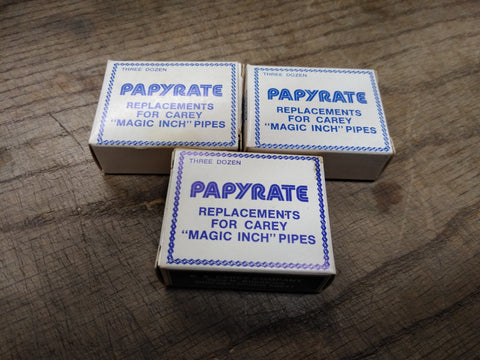 THREE DOZEN
PAPYRATE
REPLACEMENTS
FOR CAREY
"MAGIC INCH" PIPES
THREE DOZEN
PAPYRATE
REPLACEMENTS
FOR CAREY
"MAGIC INCH" PIPES
THREE DOZEN
PAPYRATE
REPLACEMENTS
FOR CAREY
"MAGIC INCH" PIPES